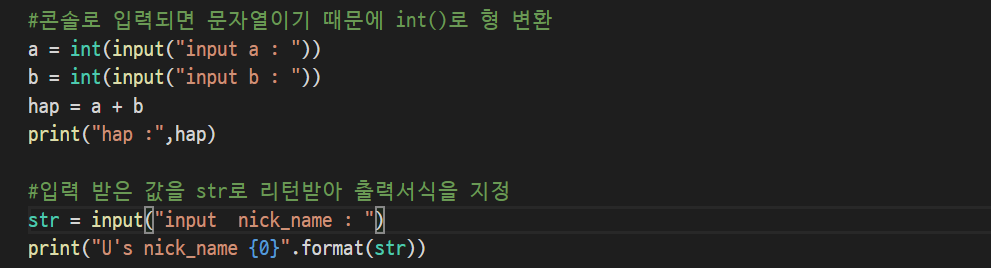 #콘솔로 입력되면 문자열이기 때문에 int()로 형 변환
a = int(input("input a : "))
b = int(input("input b : "))
hap = a + b
print("hap :",hap)
#입력 받은 값을 str로 리턴받아 출력서식을 지정
str = input("input  nick_name : ")
print("U's nick_name {0}".format(str))